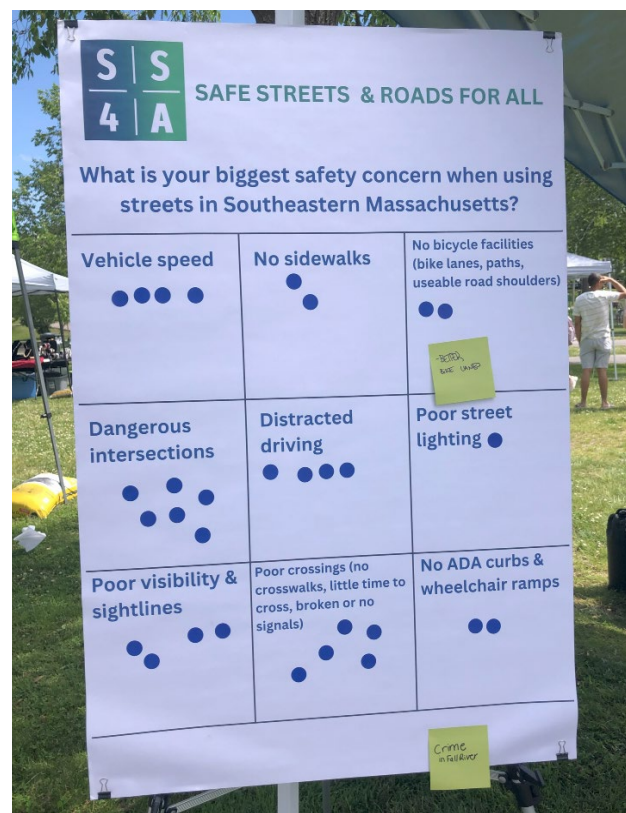 S S
4 A
SAFE STREETS & ROADS FOR ALL
What is your biggest safety concern when using
streets in Southeastern Massachusetts?
Vehicle speed
No sidewalks
No bicycle facilities
(bike lanes, paths,
useable road shoulders)
-BETTER
BIKE LANES
Dangerous
intersections
Distracted
driving
Poor street
lighting
Poor visibility &
sightlines
Poor crossings (no
crosswalks, little time to
cross, broken or no
signals)
No ADA curbs &
wheelchair ramps
Crime
in Fall River